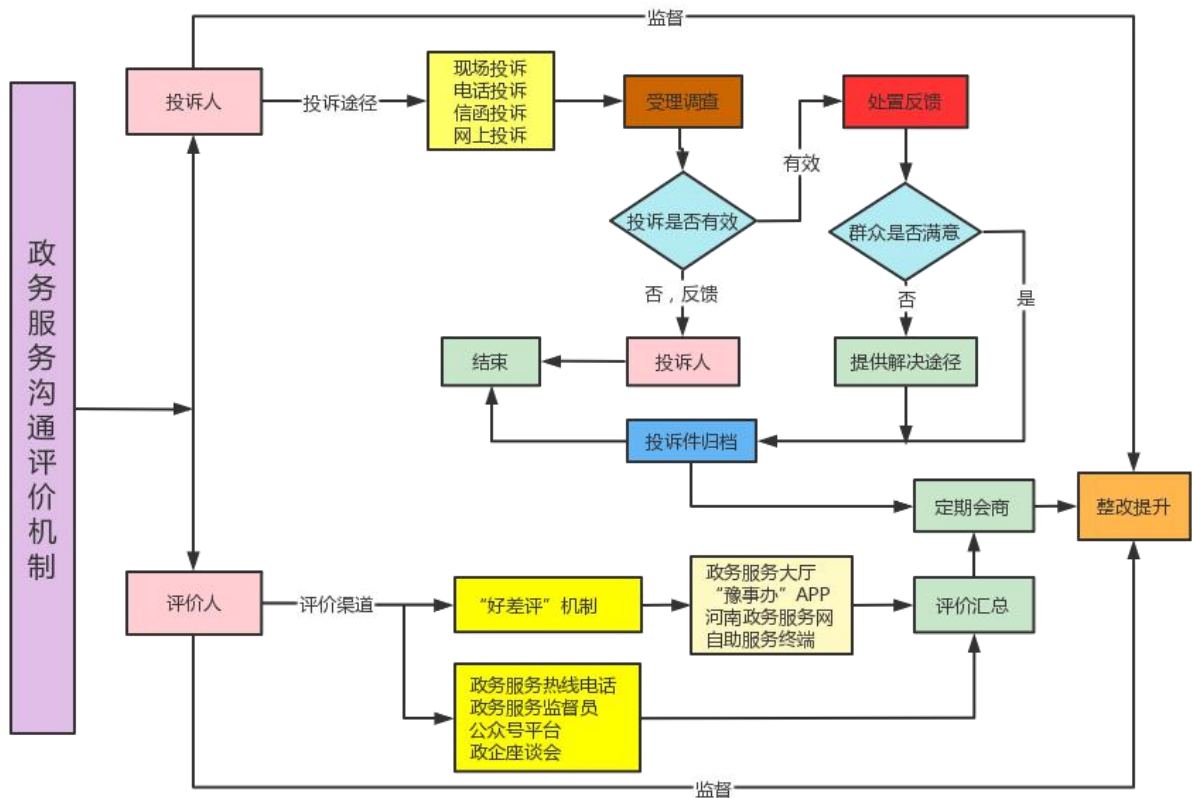 监督
政务服务沟通评价机制
投诉人
投诉途径
现场投诉
电话投诉
信函投诉
网上投诉
受理调查
处置反馈
有效
投诉是否有效
群众是否满意
否，反馈
否
是
结束
投诉人
提供解决途径
投诉件归档
定期会商
整改提升
评价人
评价渠道
“好差评”机制
政务服务大厅
“豫事办”APP
河南政务服务网
自助服务终端
评价汇总
政务服务热线电话
政务服务监督员
公众号平台
政企座谈会
监督